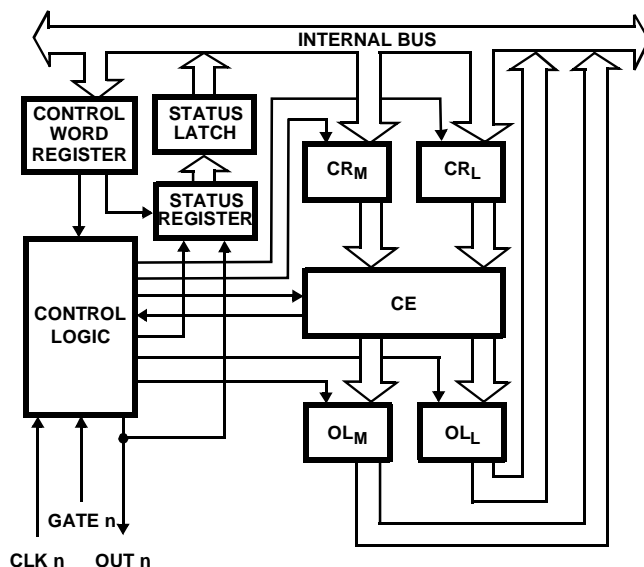 INTERNAL BUS
CONTROL
WORD
REGISTER
STATUS
LATCH
STATUS
REGISTER
CRM
CRL
CONTROL
LOGIC
CE
OLM
OLL
GATE n
CLK n
OUT n